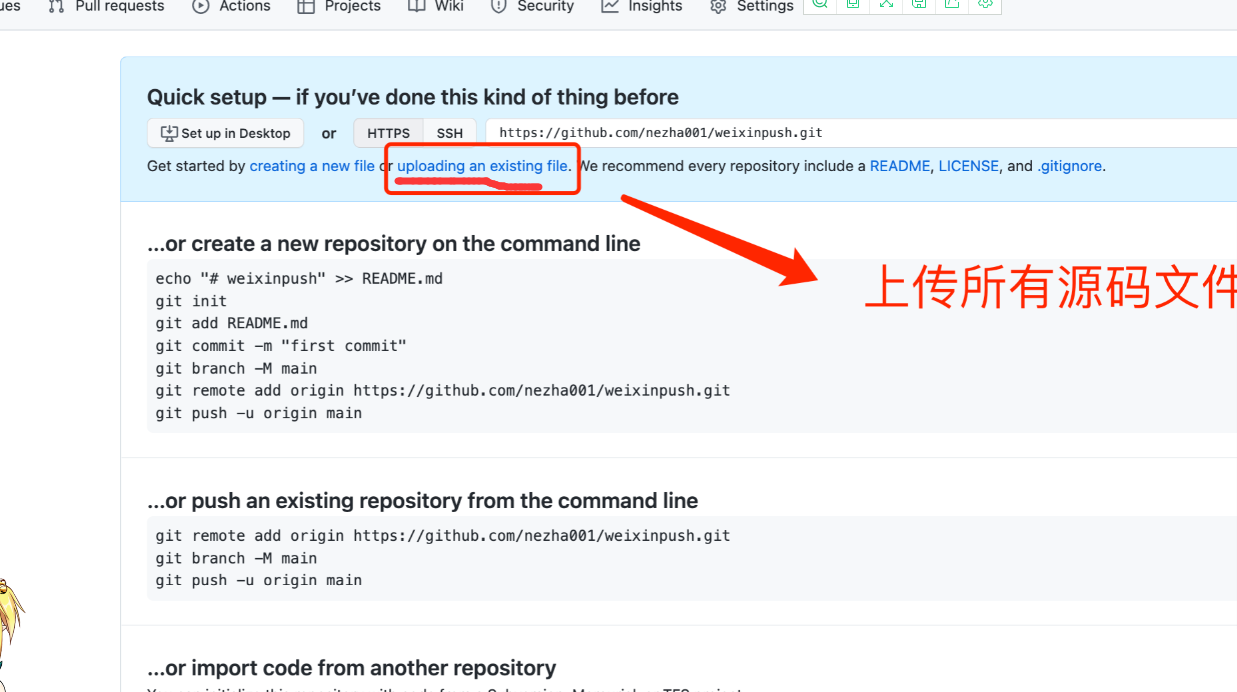 ues Pull requests Actions Projects Wiki Security Insights Settings
Quick setup — if you've done this kind of thing before
Set up in Desktop or HTTPS SSH https://github.com/nezha001/weixinpush.git
Get started by creating a new file or uploading an existing file. We recommend every repository include a README, LICENSE, and .gitignore.
...or create a new repository on the command line
上传所有源码文件
echo "# weixinpush" >> README.md
git init
git add README.md
git commit -m "first commit"
git branch -M main
git remote add origin https://github.com/nezha001/weixinpush.git
git push -u origin main
...or push an existing repository from the command line
git remote add origin https://github.com/nezha001/weixinpush.git
git branch -M main
git push -u origin main
...or import code from another repository